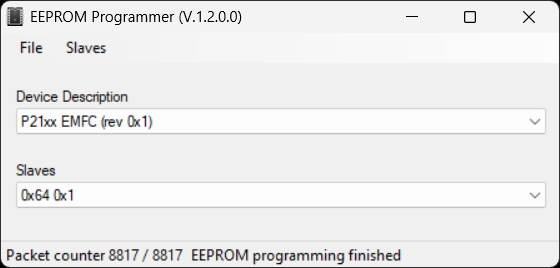 EEPROM Programmer (V.1.2.0.0)
File Slaves
Device Description
P21xx EMFC (rev 0x1)
Slaves
0x64 0x1
Packet counter 8817 / 8817 EEPROM programming finished